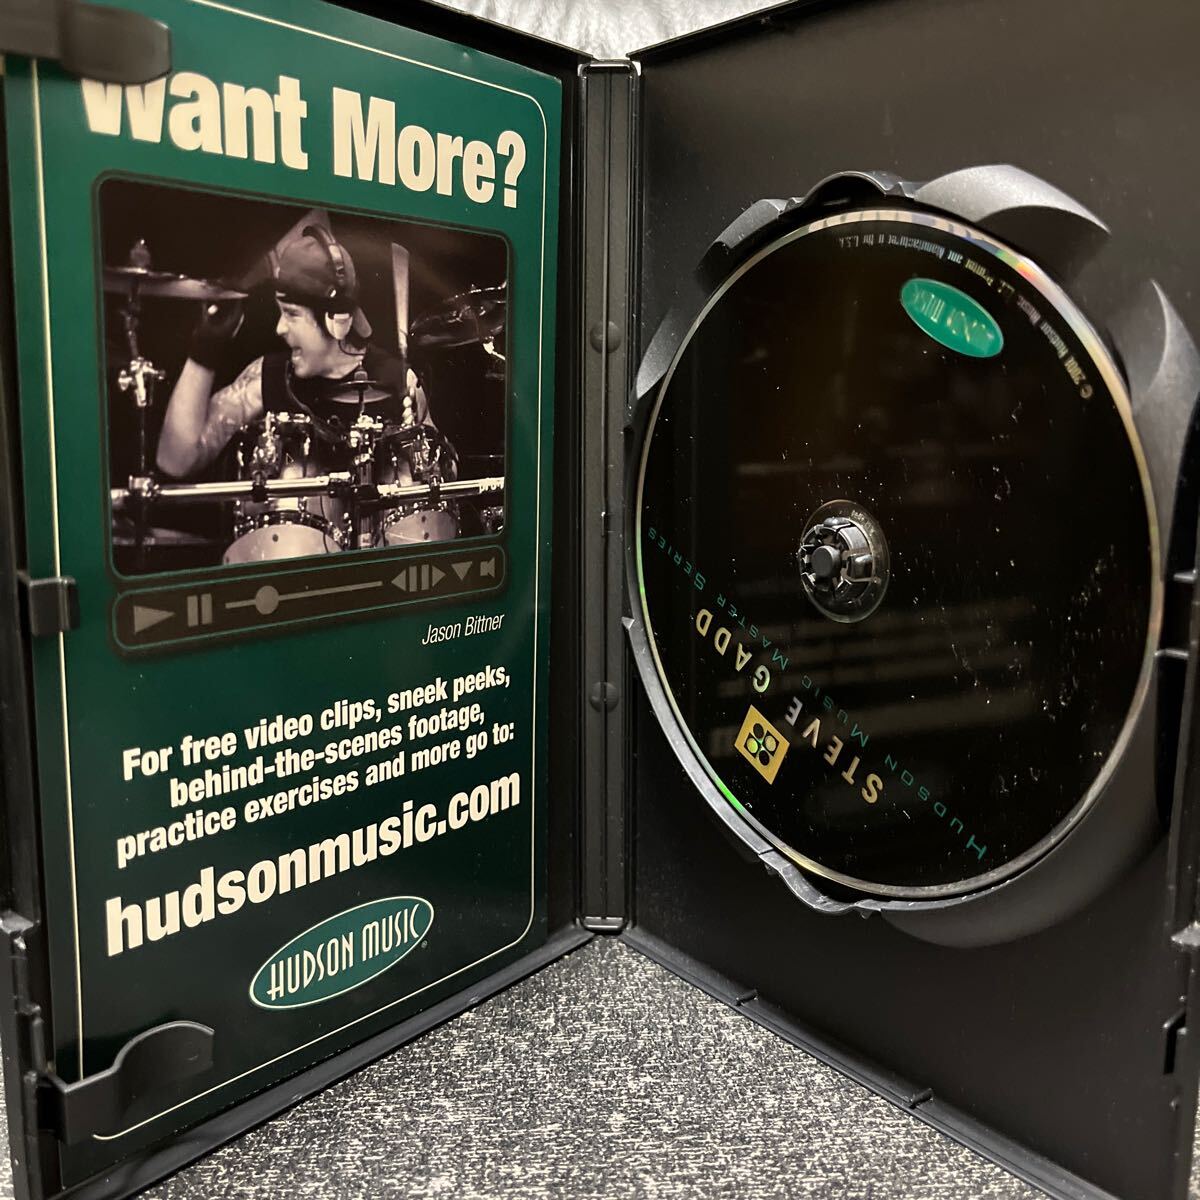 Want More?
Jason Bittner
For free video clips, sneek peeks,
behind-the-scenes footage,
practice exercises and more go to:
hudsonmusic.com
HUDSON MUSIC
STEVE GADD
HUDSON MUSIC MASTER SERIES